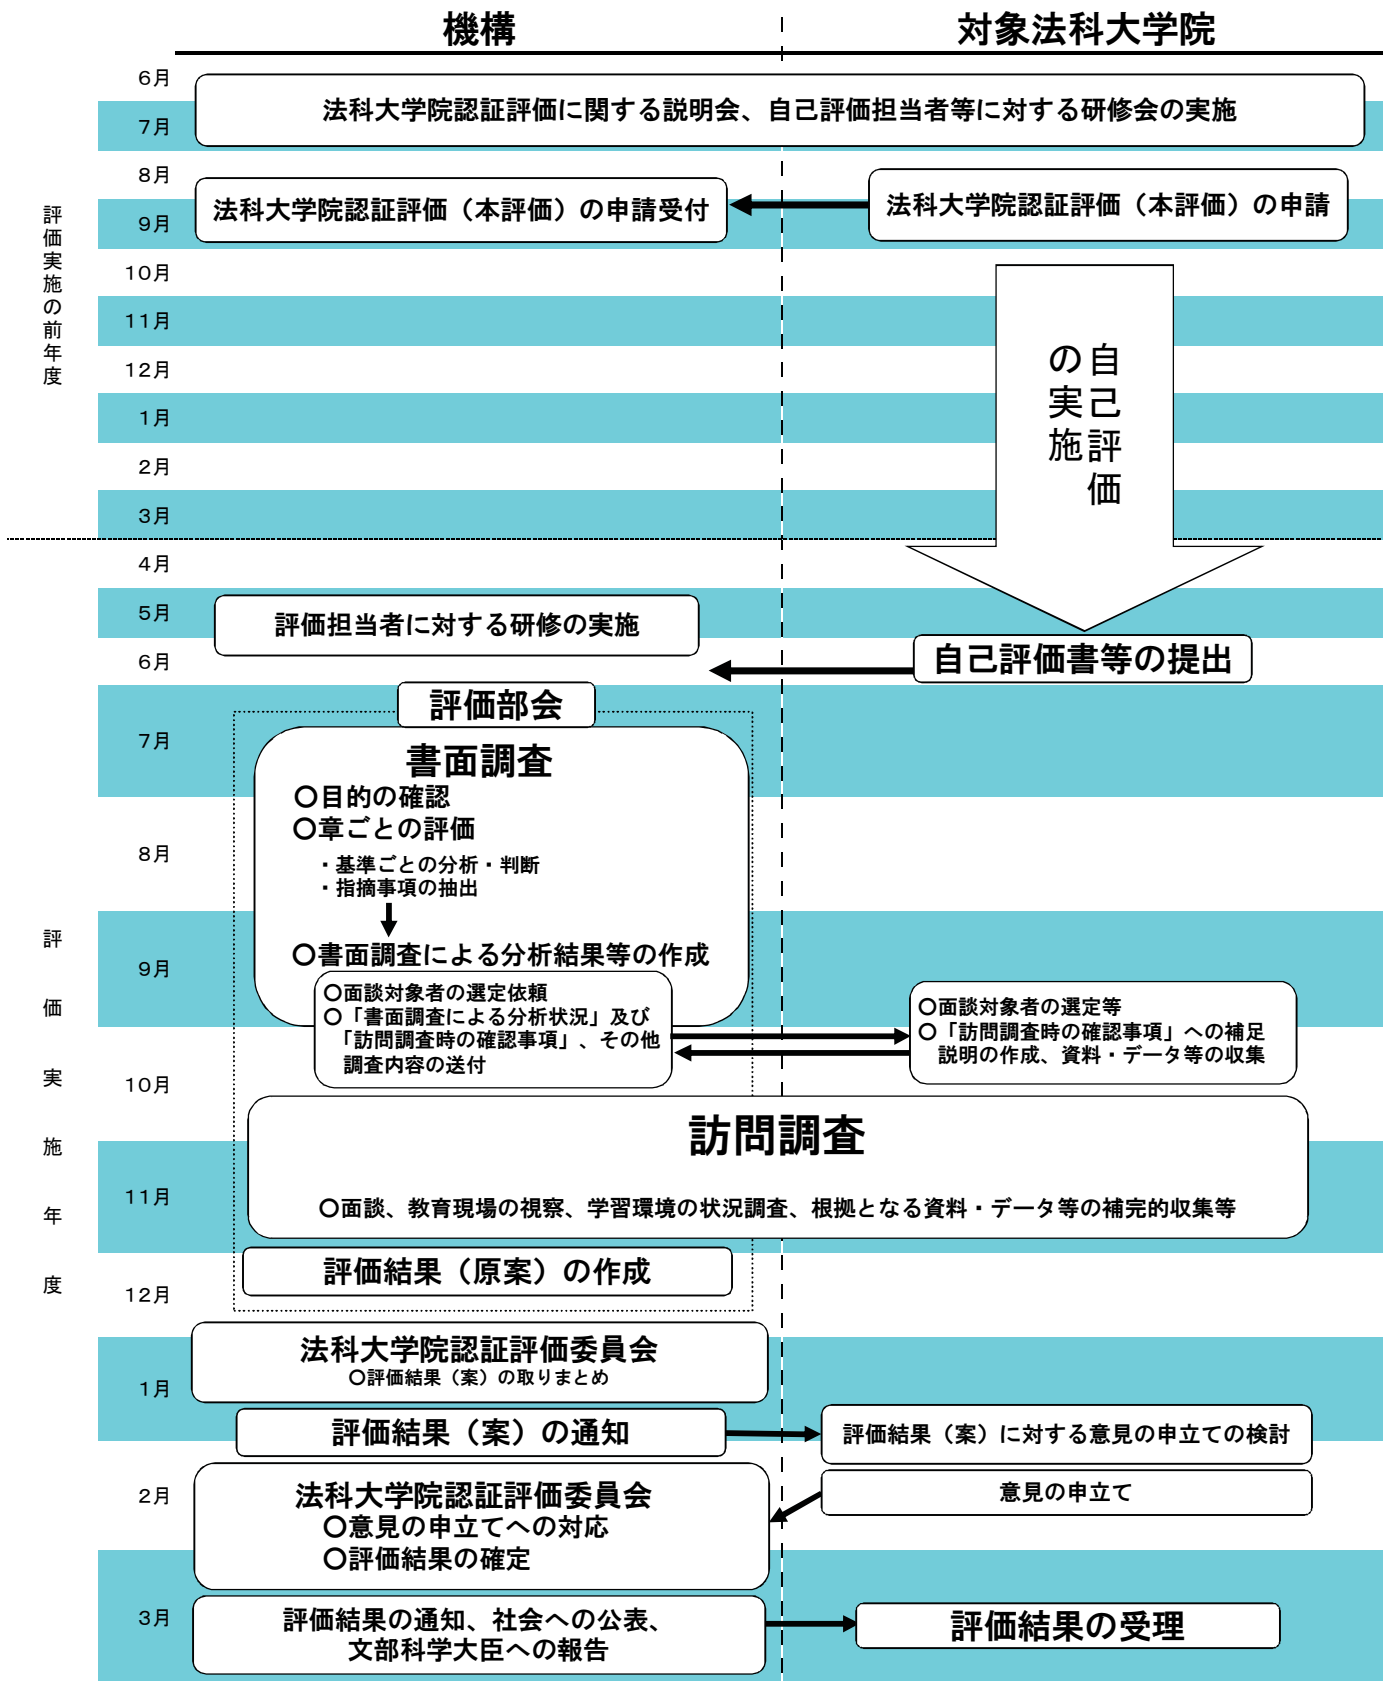 機構
対象法科大学院
評価実施の前年度
6月
法科大学院認証評価に関する説明会、自己評価担当者等に対する研修会の実施
7月
8月
法科大学院認証評価（本評価）の申請受付
法科大学院認証評価（本評価）の申請
9月
10月
11月
12月
1月
2月
3月
自己評価
の実施
評価実施年度
4月
5月
評価担当者に対する研修の実施
6月
自己評価書等の提出
評価部会
7月
書面調査
〇目的の確認
〇章ごとの評価
・基準ごとの分析・判断
・指摘事項の抽出
8月
〇書面調査による分析結果等の作成
9月
〇面談対象者の選定依頼
〇「書面調査による分析状況」及び
「訪問調査時の確認事項」、その他
調査内容の送付
〇面談対象者の選定等
〇「訪問調査時の確認事項」への補足
説明の作成、資料・データ等の収集
10月
訪問調査
11月
〇面談、教育現場の視察、学習環境の状況調査、根拠となる資料・データ等の補完的収集等
評価結果（原案）の作成
12月
法科大学院認証評価委員会
〇評価結果（案）の取りまとめ
1月
評価結果（案）の通知
評価結果（案）に対する意見の申立ての検討
2月
意見の申立て
法科大学院認証評価委員会
〇意見の申立てへの対応
〇評価結果の確定
3月
評価結果の通知、社会への公表、
文部科学大臣への報告
評価結果の受理